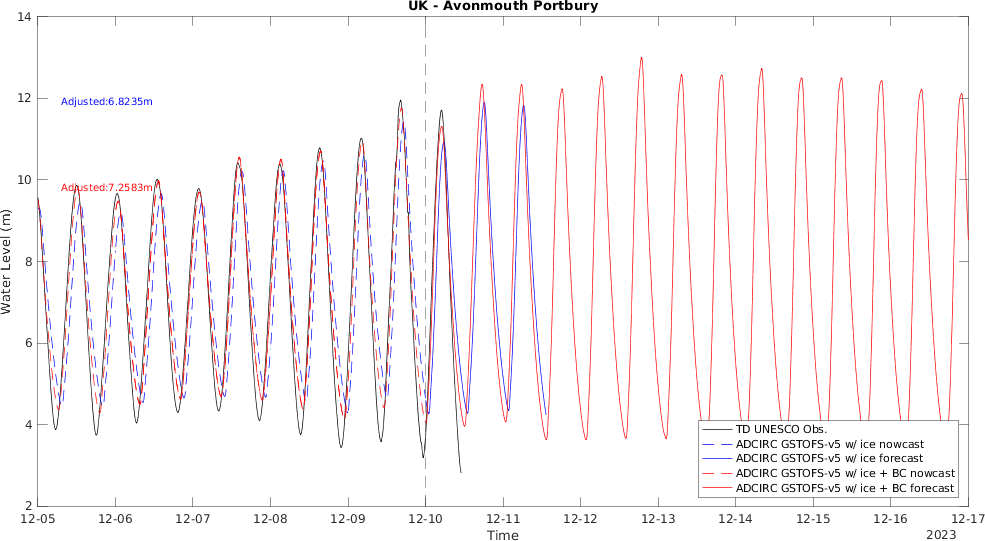 UK - Avonmouth Portbury
14
12
10
8
6
4
2
Water Level (m)
Adjusted:6.8235m
Adjusted:7.2583m
TD UNESCO Obs.
ADCIRC GSTOFS-v5 w/ ice nowcast
ADCIRC GSTOFS-v5 w/ ice forecast
ADCIRC GSTOFS-v5 w/ ice + BC nowcast
ADCIRC GSTOFS-v5 w/ ice + BC forecast
12-05 12-06 12-07 12-08 12-09 12-10 12-11 12-12 12-13 12-14 12-15 12-16 12-17
Time
2023